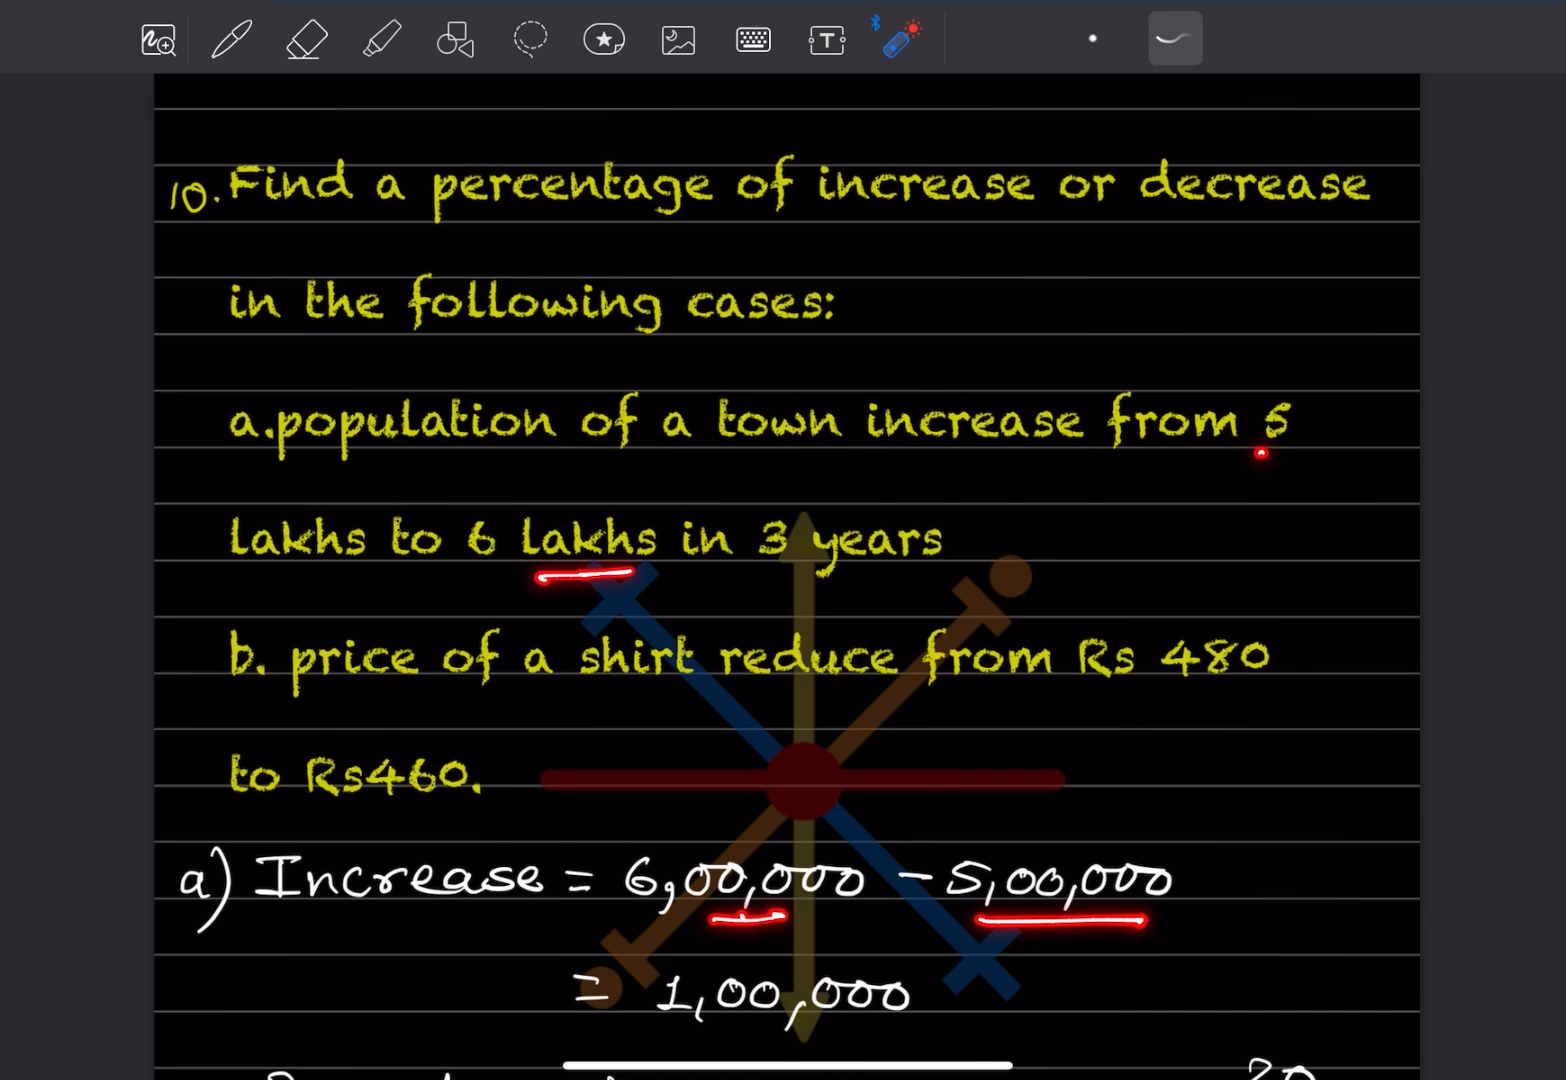 10. Find a percentage of increase or decrease
in the following cases:
a.population of a town increase from 5
lakhs to 6 lakhs in 3 years
b. price of a shirt reduce from Rs 480
to Rs460.
a) Increase = 6,00,000 - 5,00,000
= 1,00,000